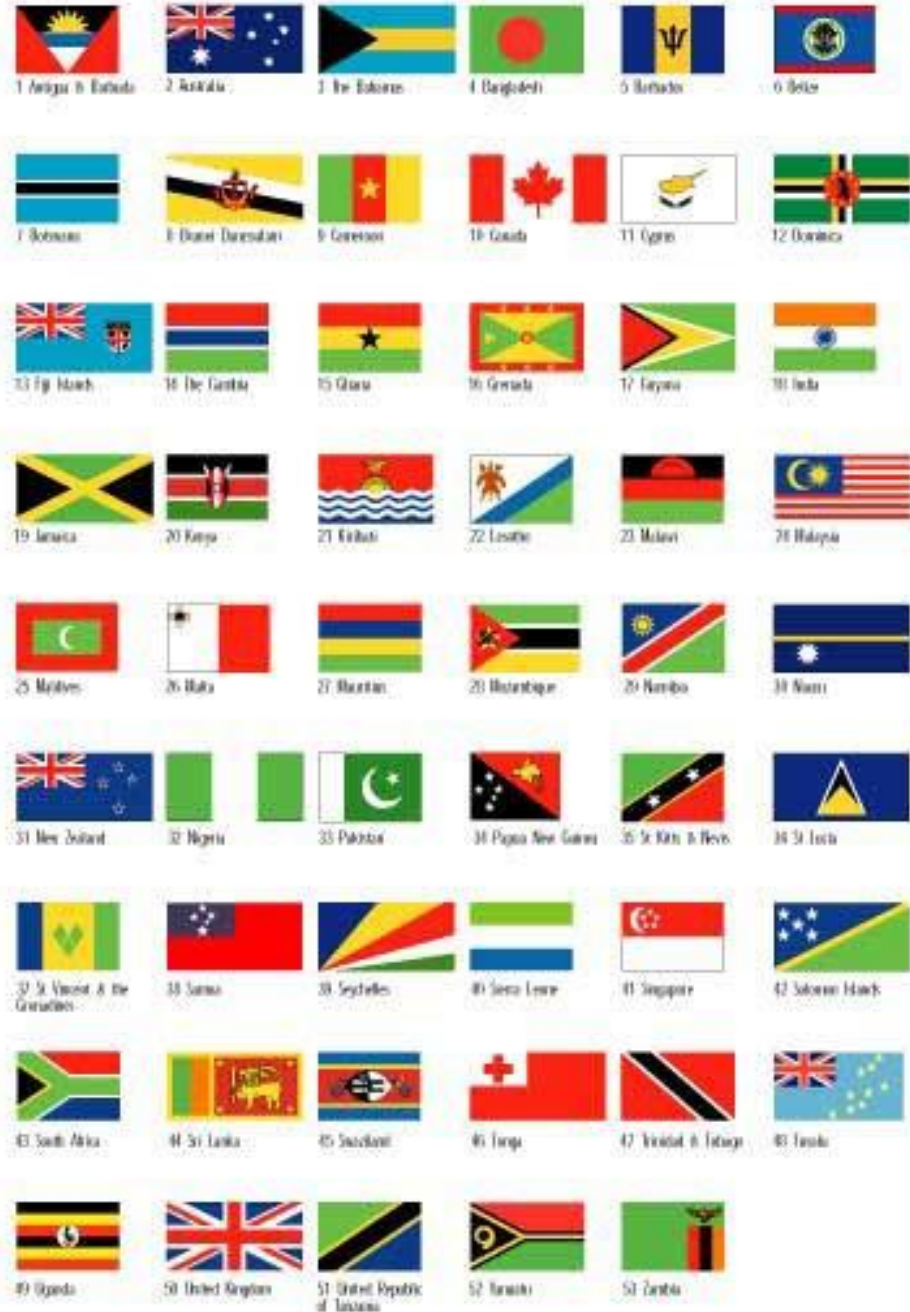 1 Antigua & Barbuda
2 Australia
3 The Bahamas
4 Bangladesh
5 Barbados
6 Belize
7 Botswana
8 Brunei Darussalam
9 Cameroon
10 Canada
11 Cyprus
12 Dominica
13 Fiji Islands
14 The Gambia
15 Ghana
16 Grenada
17 Guyana
18 India
19 Jamaica
20 Kenya
21 Kiribati
22 Lesotho
23 Malawi
24 Malaysia
25 Maldives
26 Malta
27 Mauritius
28 Mozambique
29 Namibia
30 Nauru
31 New Zealand
32 Nigeria
33 Pakistan
34 Papua New Guinea
35 St Kitts & Nevis
36 St Lucia
37 St Vincent & the
Grenadines
38 Samoa
39 Seychelles
40 Sierra Leone
41 Singapore
42 Solomon Islands
43 South Africa
44 Sri Lanka
45 Swaziland
46 Tonga
47 Trinidad & Tobago
48 Tuvalu
49 Uganda
50 United Kingdom
51 United Republic
of Tanzania
52 Vanuatu
53 Zambia